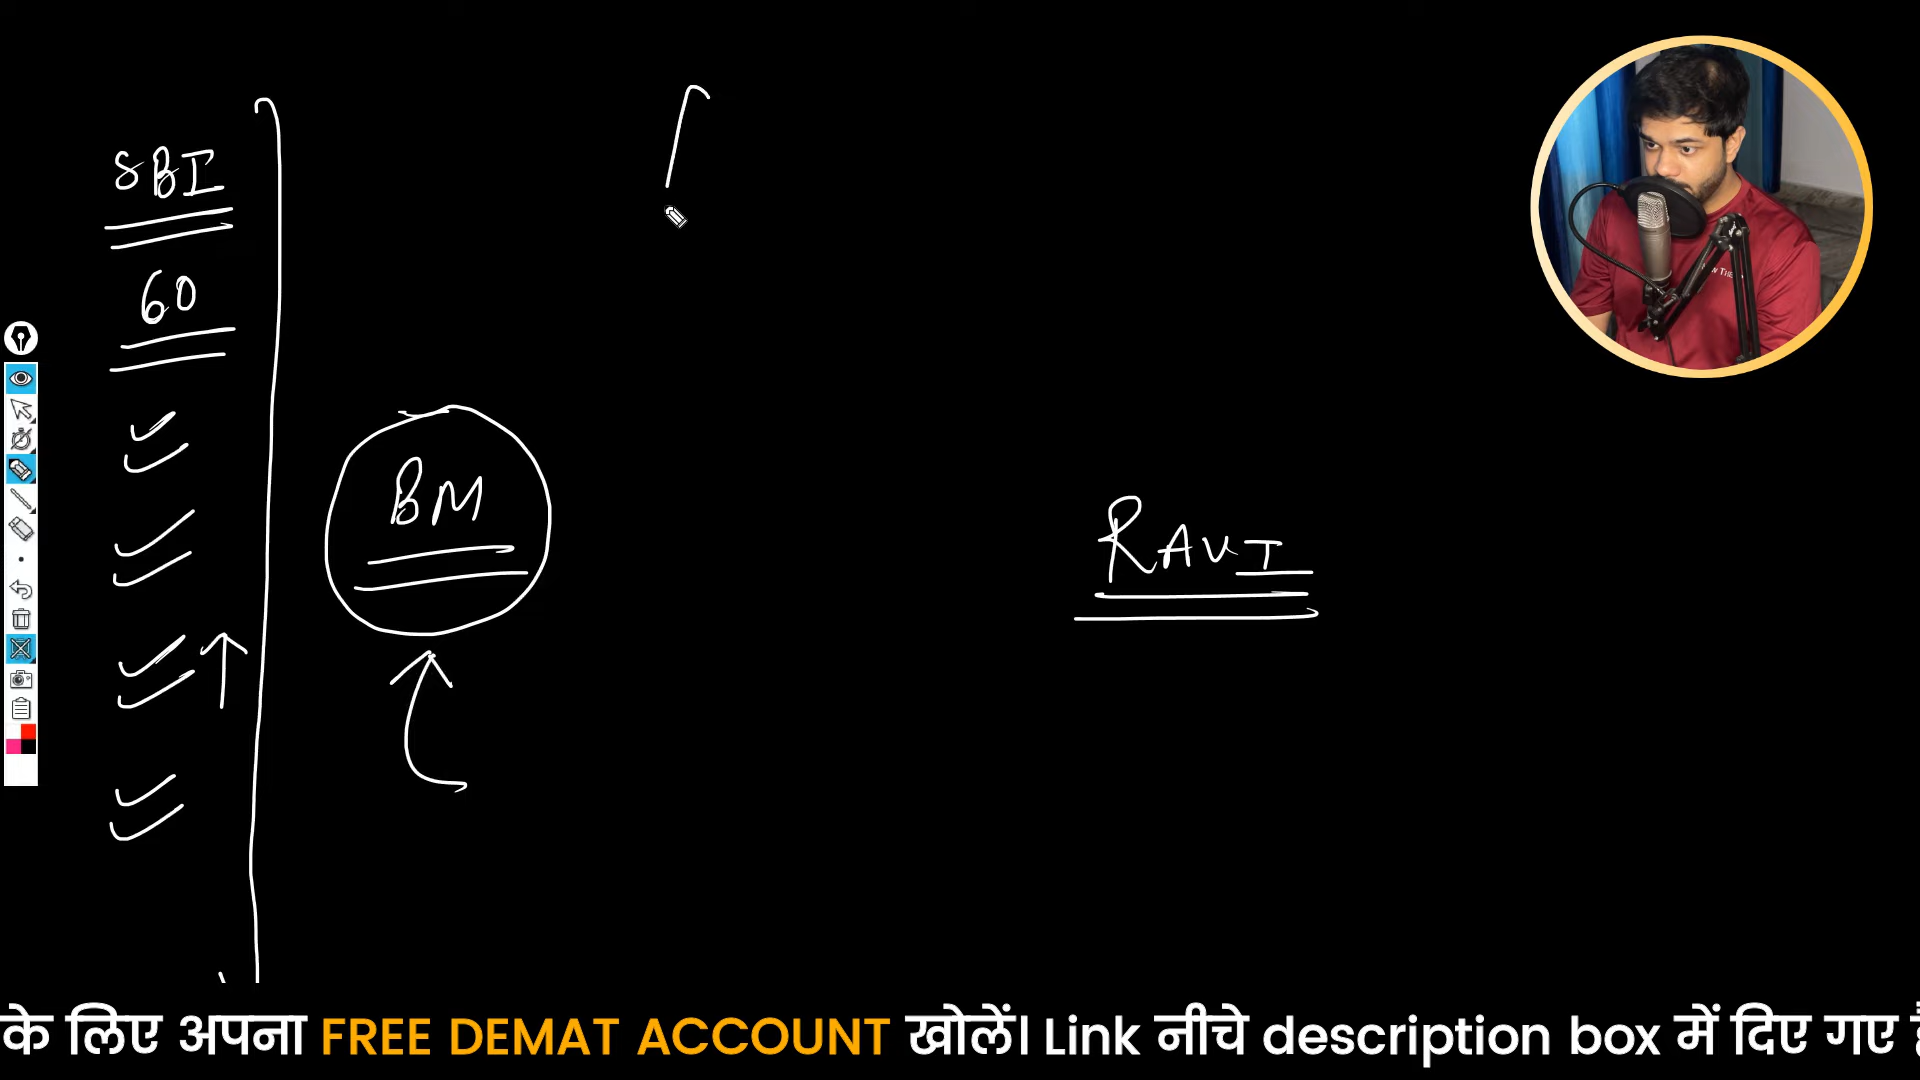 SBI
60
BM
RAVI
के लिए अपना FREE DEMAT ACCOUNT खोलें। Link नीचे description box में दिए गए